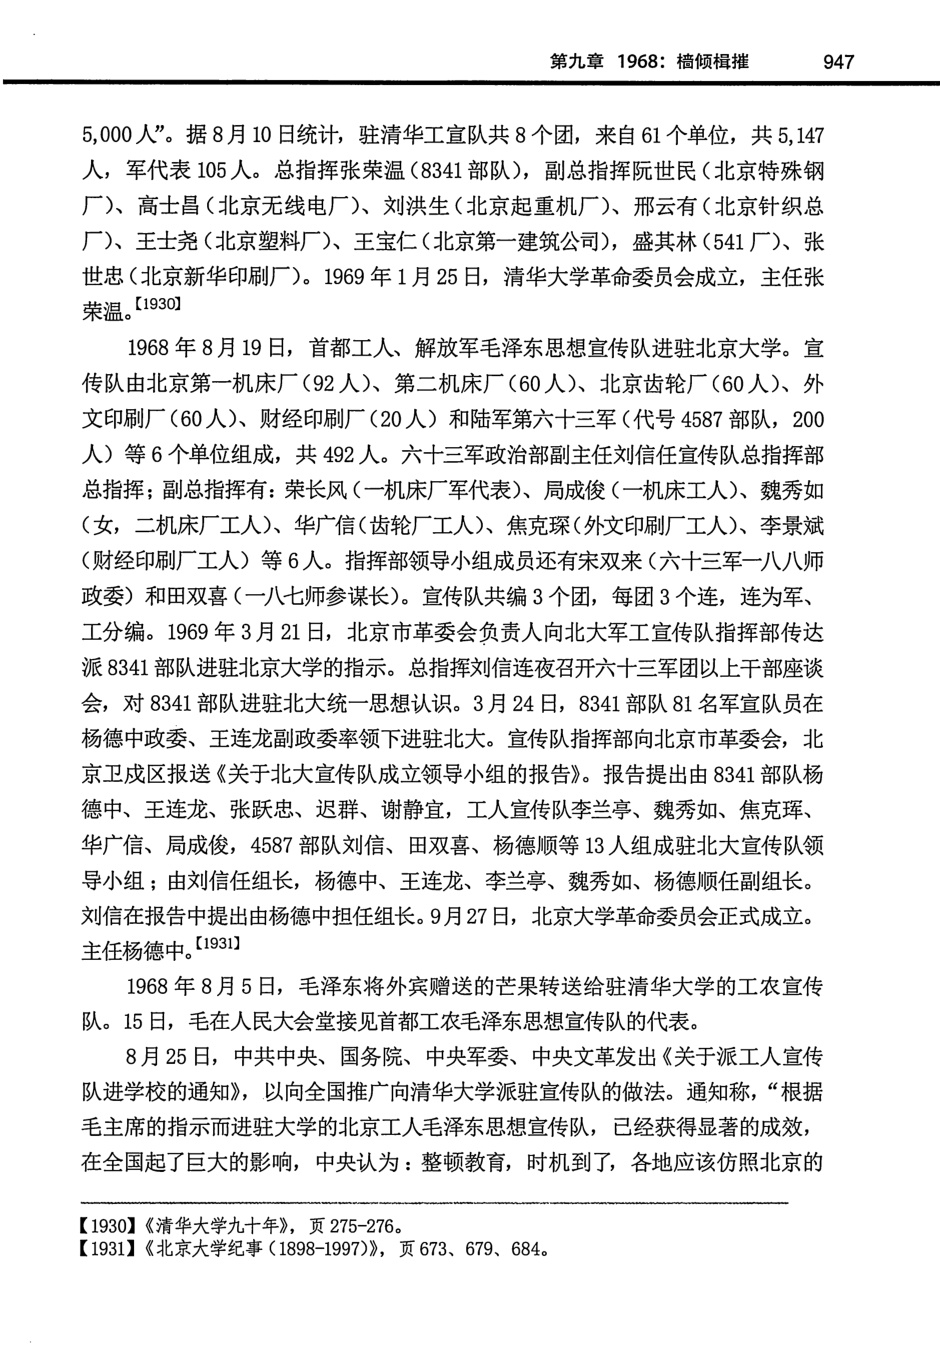 第九章 1968：檣倾楫摧 947
5,000人”。据8月10日统计，驻清华工宣队共8个团，来自61个单位，共5,147
人，军代表105人。总指挥张荣温（8341部队），副总指挥阮世民（北京特殊钢
厂）、高士昌（北京无线电厂）、刘洪生（北京起重机厂）、邢云有（北京针织总
厂）、王士尧（北京塑料厂）、王宝仁（北京第一建筑公司），盛其林（541厂）、张
世忠（北京新华印刷厂）。1969年1月25日，清华大学革命委员会成立，主任张
荣温。【1930】
1968年8月19日，首都工人、解放军毛泽东思想宣传队进驻北京大学。宣
传队由北京第一机床厂（92人）、第二机床厂（60人）、北京齿轮厂（60人）、外
文印刷厂（60人）、财经印刷厂（20人）和陆军第六十三军（代号4587部队，200
人）等6个单位组成，共492人。六十三军政治部副主任刘信任宣传队总指挥部
总指挥；副总指挥有：荣长风（一机床厂军代表）、局成俊（一机床工人）、魏秀如
（女，二机床厂工人）、华广信（齿轮厂工人）、焦克琛（外文印刷厂工人）、李景斌
（财经印刷厂工人）等6人。指挥部领导小组成员还有宋双来（六十三军一八八师
政委）和田双喜（一八七师参谋长）。宣传队共编3个团，每团3个连，连为军、
工分编。1969年3月21日，北京市革委会负责人向北大军工宣传队指挥部传达
派8341部队进驻北京大学的指示。总指挥刘信连夜召开六十三军团以上干部座谈
会，对8341部队进驻北大统一思想认识。3月24日，8341部队81名军宣队员在
杨德中政委、王连龙副政委率领下进驻北大。宣传队指挥部向北京市革委会，北
京卫戍区报送《关于北大宣传队成立领导小组的报告》。报告提出由8341部队杨
德中、王连龙、张跃忠、迟群、谢静宜，工人宣传队李兰亭、魏秀如、焦克珲、
华广信、局成俊，4587部队刘信、田双喜、杨德顺等13人组成驻北大宣传队领
导小组；由刘信任组长，杨德中、王连龙、李兰亭、魏秀如、杨德顺任副组长。
刘信在报告中提出由杨德中担任组长。9月27日，北京大学革命委员会正式成立。
主任杨德中。【1931】
1968年8月5日，毛泽东将外宾赠送的芒果转送给驻清华大学的工农宣传
队。15日，毛在人民大会堂接见首都工农毛泽东思想宣传队的代表。
8月25日，中共中央、国务院、中央军委、中央文革发出《关于派工人宣传
队进学校的通知》，以向全国推广向清华大学派驻宣传队的做法。通知称，“根据
毛主席的指示而进驻大学的北京工人毛泽东思想宣传队，已经获得显著的成效，
在全国起了巨大的影响，中央认为：整顿教育，时机到了，各地应该仿照北京的
【1930】《清华大学九十年》，页275-276。
【1931】《北京大学纪事（1898-1997）》，页673、679、684。